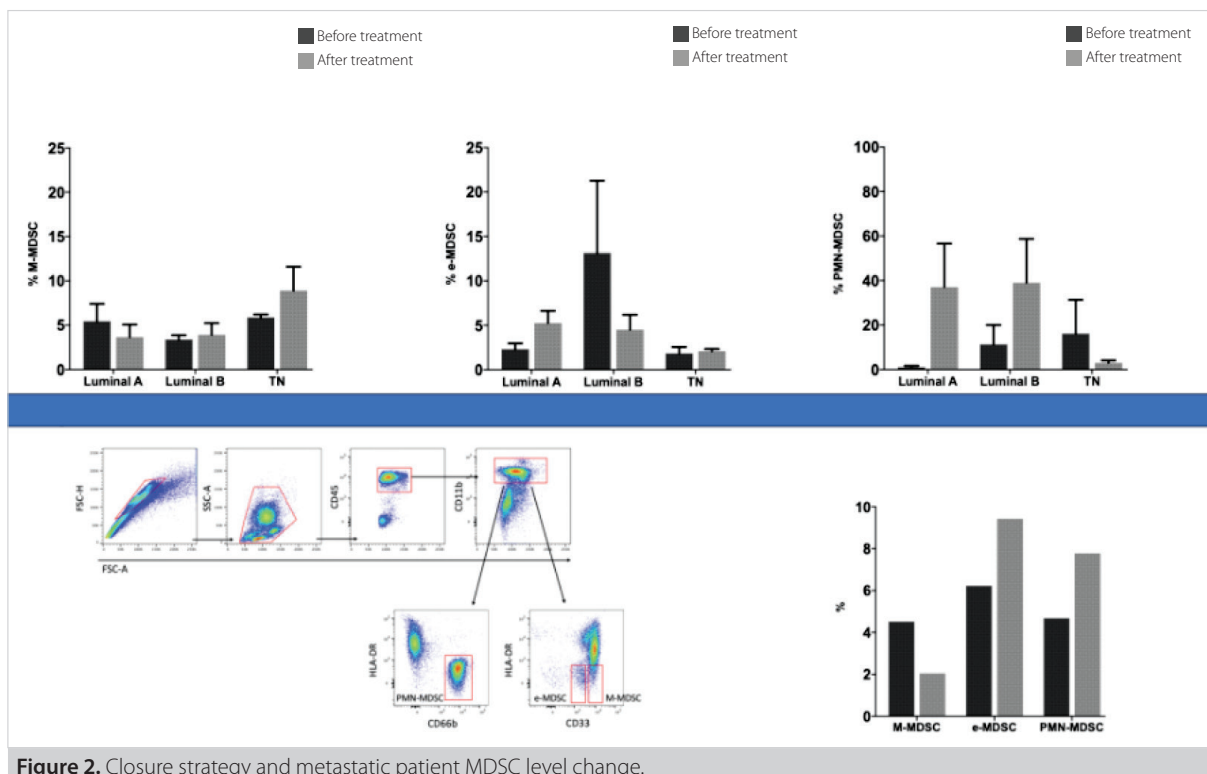 Before treatment
After treatment
Before treatment
After treatment
Before treatment
After treatment
% M-MDSC
25
20
15
10
5
0
Luminal A Luminal B TN
% e-MDSC
25
20
15
10
5
0
Luminal A Luminal B TN
% PMN-MDSC
100
80
60
40
20
0
Luminal A Luminal B TN
FSC-H
SSC-A
CD45
CD11b
FSC-A
HLA-DR
PMN-MDSC
CD66b
HLA-DR
e-MDSC M-MDSC
CD33
%
10
8
6
4
2
0
M-MDSC e-MDSC PMN-MDSC
Figure 2. Closure strategy and metastatic patient MDSC level change.